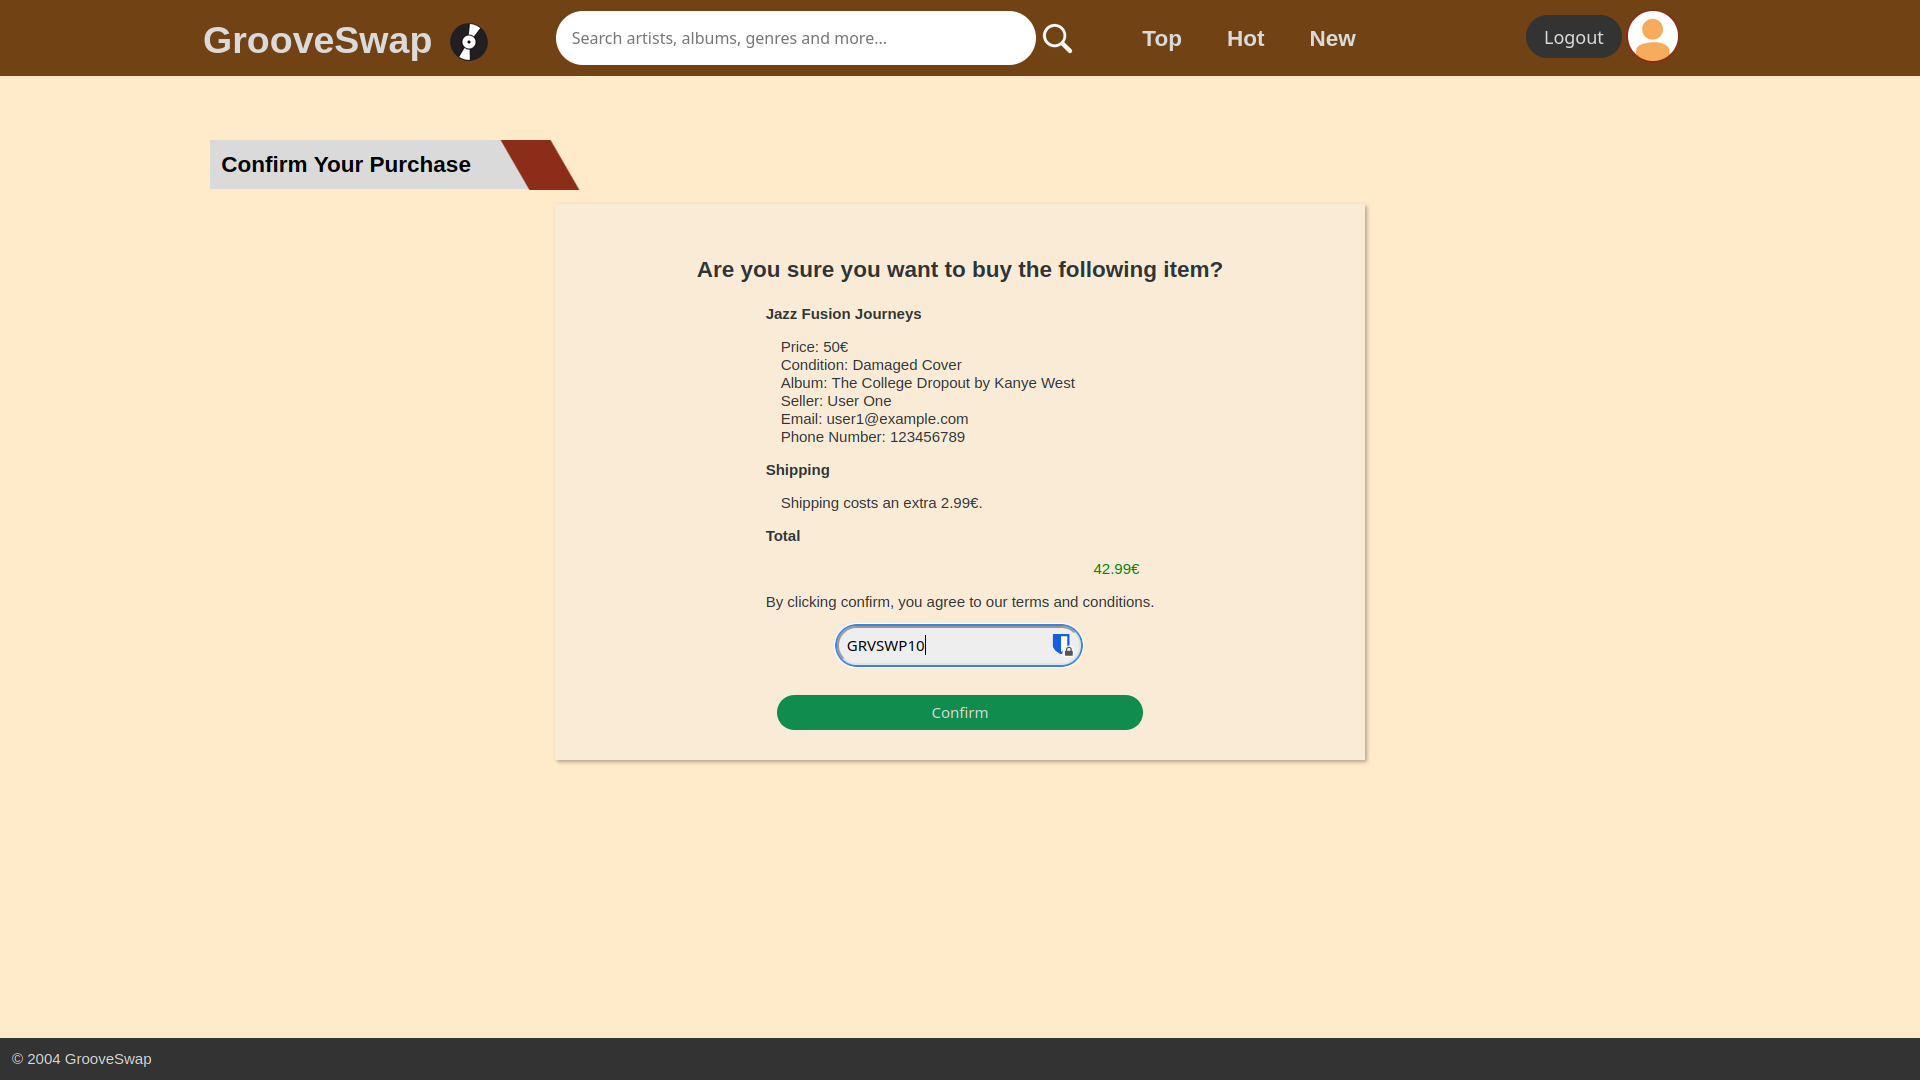 GrooveSwap
Search artists, albums, genres and more...
Top Hot New
Logout
Confirm Your Purchase
Are you sure you want to buy the following item?
Jazz Fusion Journeys
Price: 50€
Condition: Damaged Cover
Album: The College Dropout by Kanye West
Seller: User One
Email: user1@example.com
Phone Number: 123456789
Shipping
Shipping costs an extra 2.99€.
Total
42.99€
By clicking confirm, you agree to our terms and conditions.
GRVSWP10
Confirm
© 2004 GrooveSwap